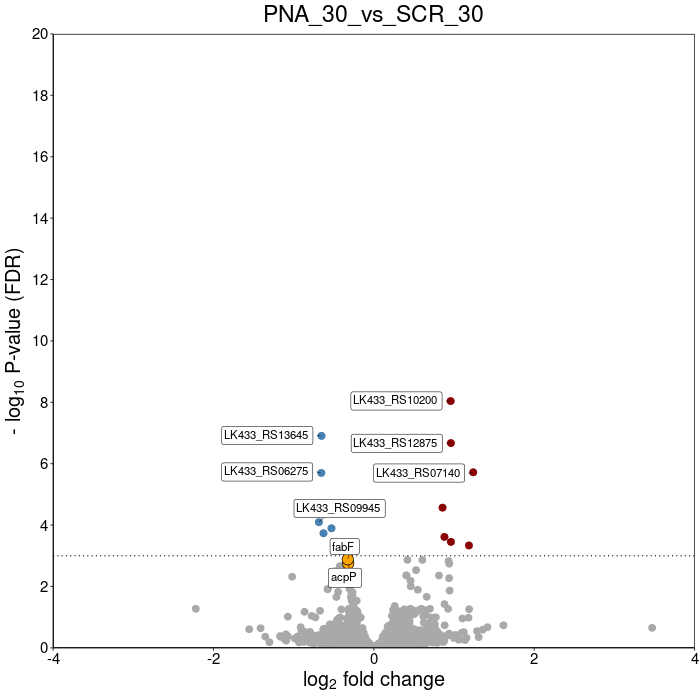 PNA_30_vs_SCR_30
- log10 P-value (FDR)
20
18
16
14
12
10
8
6
4
2
0
LK433_RS10200
LK433_RS13645
LK433_RS12875
LK433_RS06275
LK433_RS07140
LK433_RS09945
fabF
acpP
-4
-2
0
2
4
log2 fold change